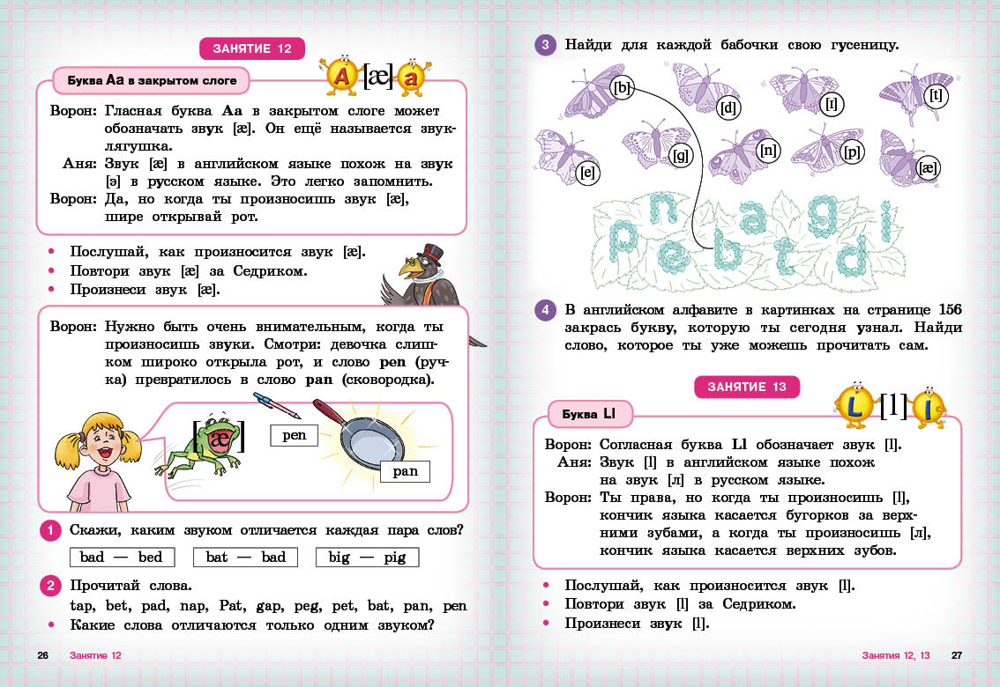 ЗАНЯТИЕ 12
Буква Aa в закрытом слоге
A [æ] a
Ворон: Гласная буква Aa в закрытом слоге может
обозначать звук [æ]. Он ещё называется звук-
лягушка.
Аня: Звук [æ] в английском языке похож на звук
[э] в русском языке. Это легко запомнить.
Ворон: Да, но когда ты произносишь звук [æ],
шире открывай рот.
• Послушай, как произносится звук [æ].
• Повтори звук [æ] за Седриком.
• Произнеси звук [æ].
Ворон: Нужно быть очень внимательным, когда ты
произносишь звуки. Смотри: девочка слиш-
ком широко открыла рот, и слово pen (руч-
ка) превратилось в слово pan (сковородка).
[æ]
pen
pan
1 Скажи, каким звуком отличается каждая пара слов?
bad — bed bat — bad big — pig
2 Прочитай слова.
tap, bet, pad, nap, Pat, gap, peg, pet, bat, pan, pen
• Какие слова отличаются только одним звуком?
26 Занятие 12
3 Найди для каждой бабочки свою гусеницу.
[b] [d] [ɪ] [t]
[e] [g] [n] [p] [æ]
n a g i
p e b t d
4 В английском алфавите в картинках на странице 156
закрась букву, которую ты сегодня узнал. Найди
слово, которое ты уже можешь прочитать сам.
ЗАНЯТИЕ 13
Буква Ll
L [l] l
Ворон: Согласная буква Ll обозначает звук [l].
Аня: Звук [l] в английском языке похож
на звук [л] в русском языке.
Ворон: Ты права, но когда ты произносишь [l],
кончик языка касается бугорков за верх-
ними зубами, а когда ты произносишь [л],
кончик языка касается верхних зубов.
• Послушай, как произносится звук [l].
• Повтори звук [l] за Седриком.
• Произнеси звук [l].
Занятия 12, 13 27